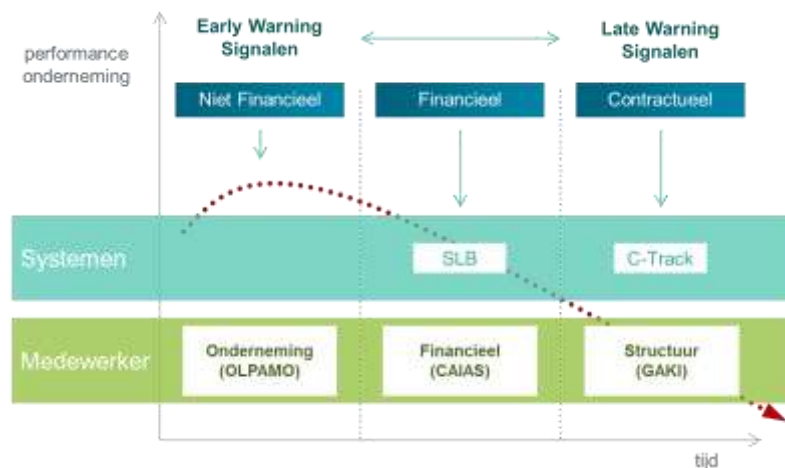 Early Warning
Signalen
Late Warning
Signalen
performance
onderneming
Niet Financieel
Financieel
Contractueel
Systemen
SLB
C-Track
Medewerker
Onderneming
(OLPAMO)
Financieel
(CAIAS)
Structuur
(GAKI)
tijd